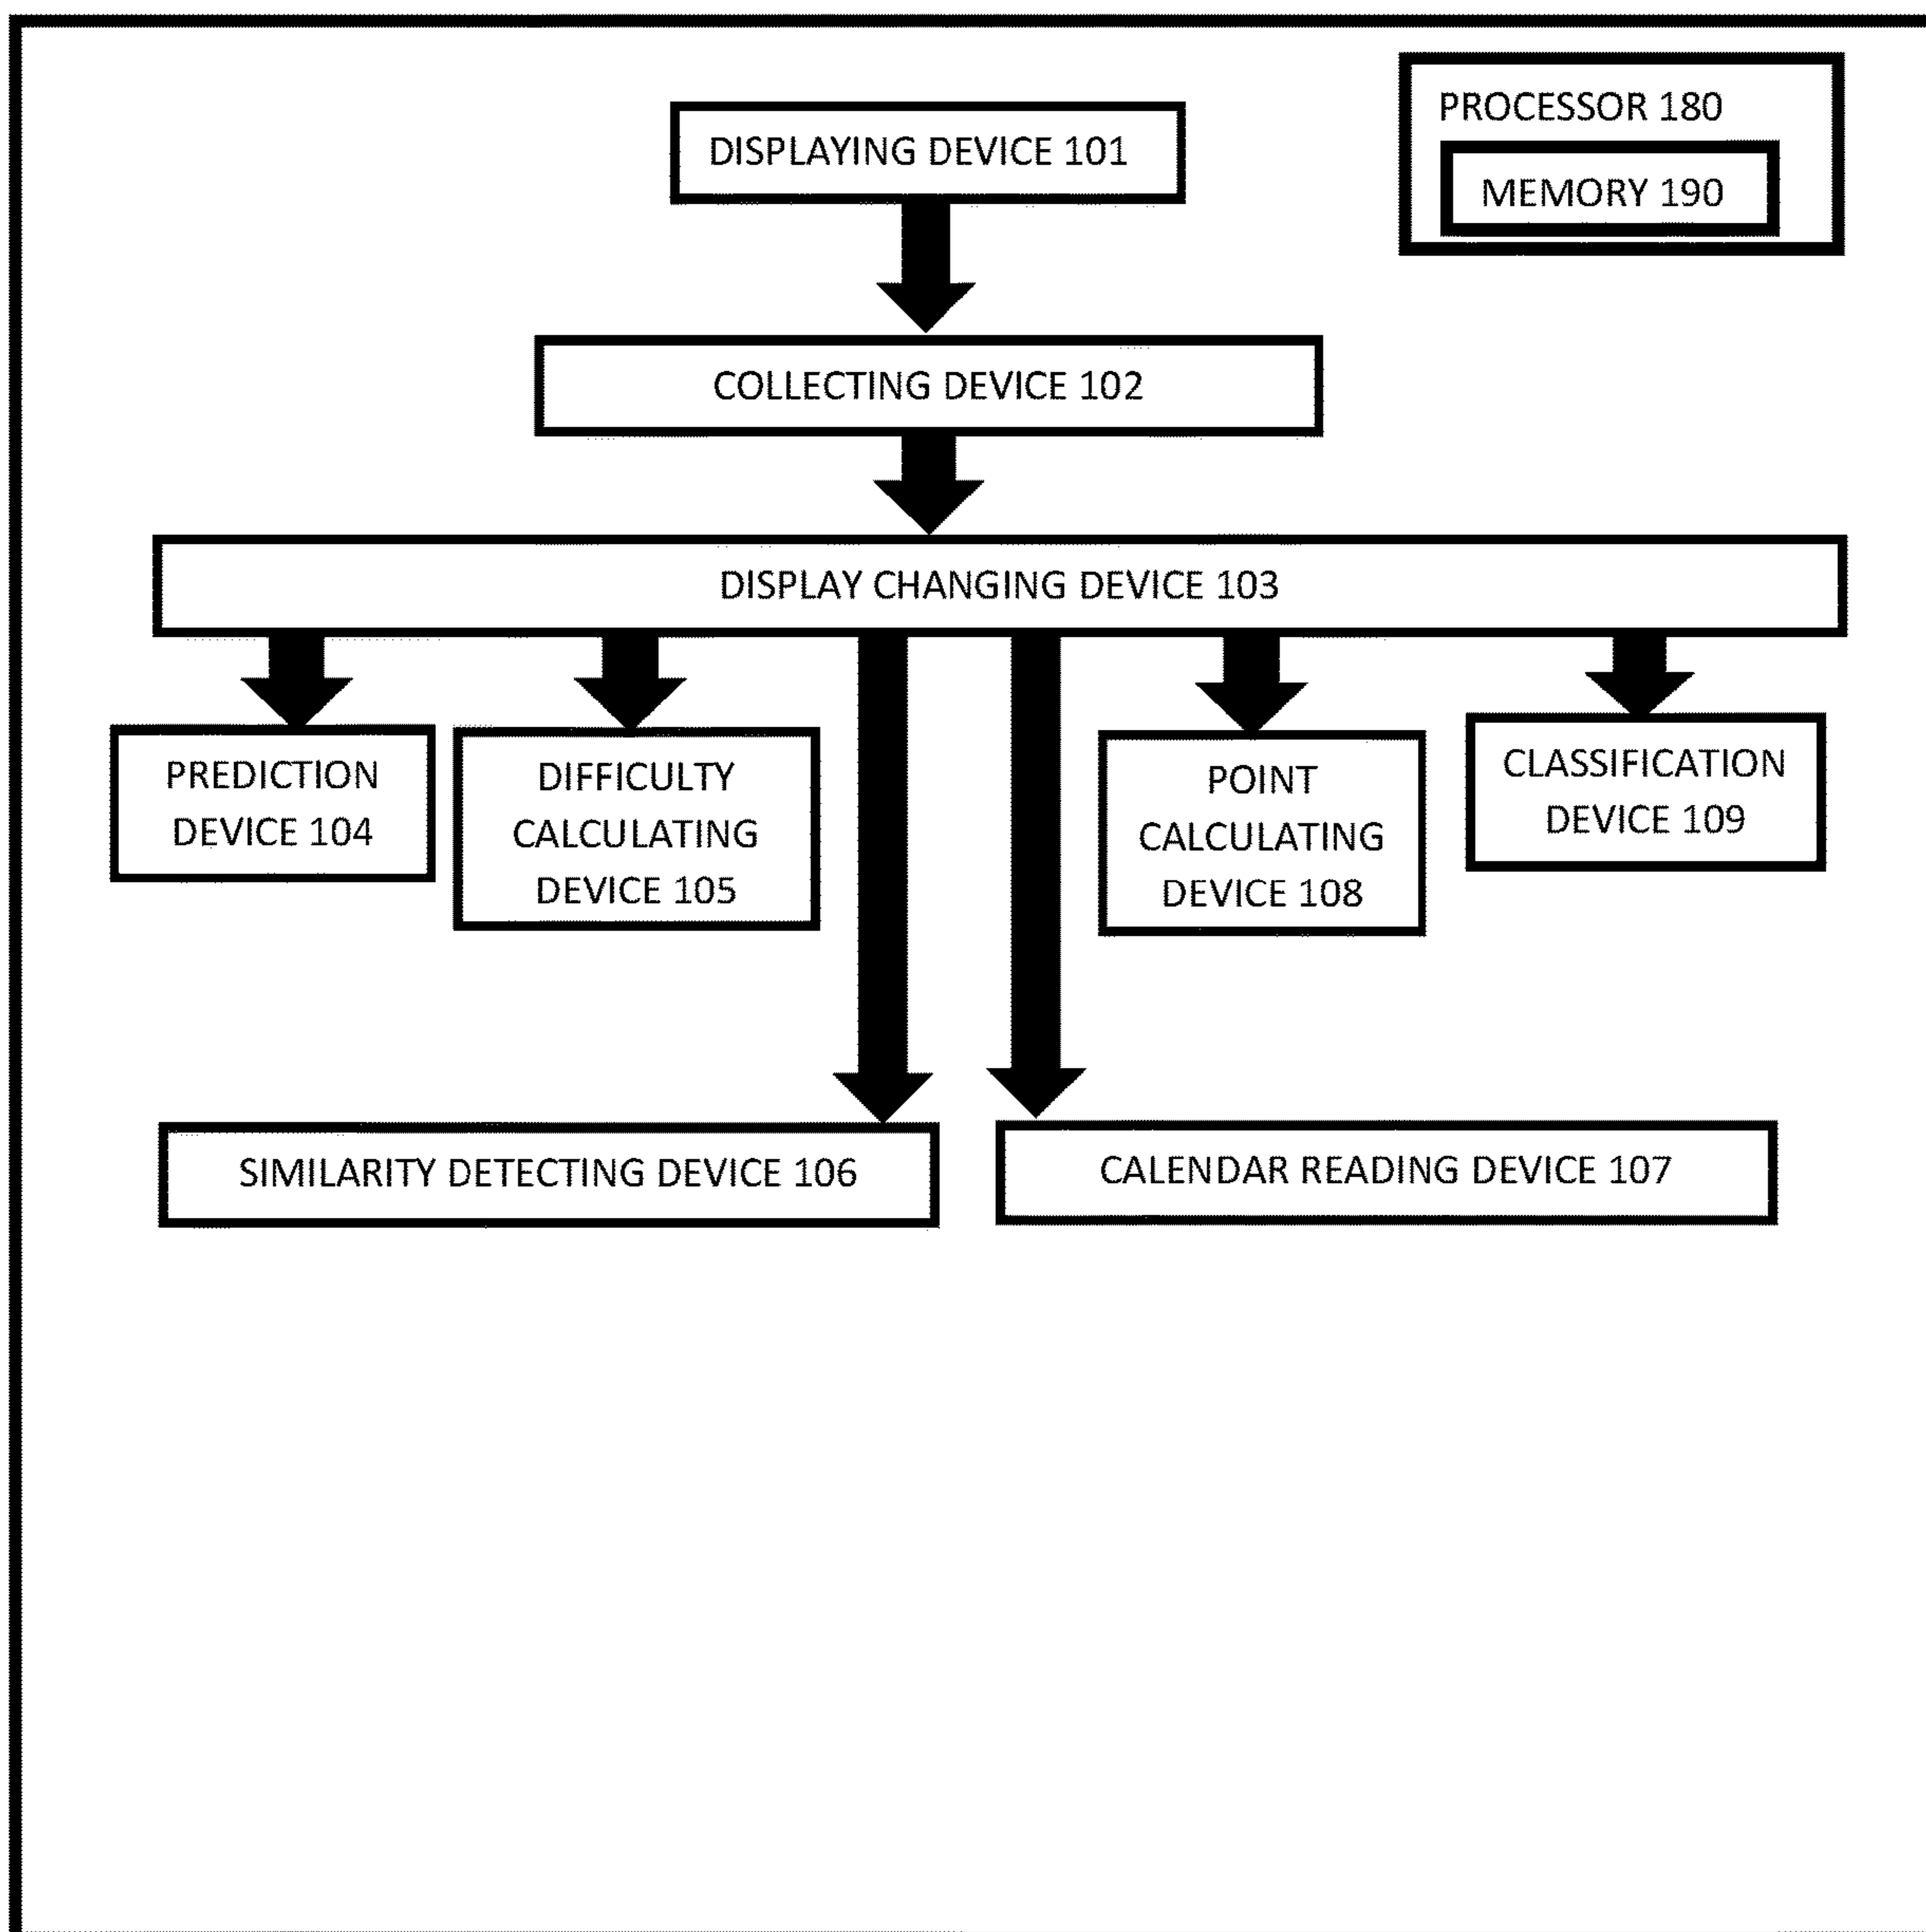 PROCESSOR 180
MEMORY 190
DISPLAYING DEVICE 101
COLLECTING DEVICE 102
DISPLAY CHANGING DEVICE 103
PREDICTION
DEVICE 104
DIFFICULTY
CALCULATING
DEVICE 105
POINT
CALCULATING
DEVICE 108
CLASSIFICATION
DEVICE 109
SIMILARITY DETECTING DEVICE 106
CALENDAR READING DEVICE 107